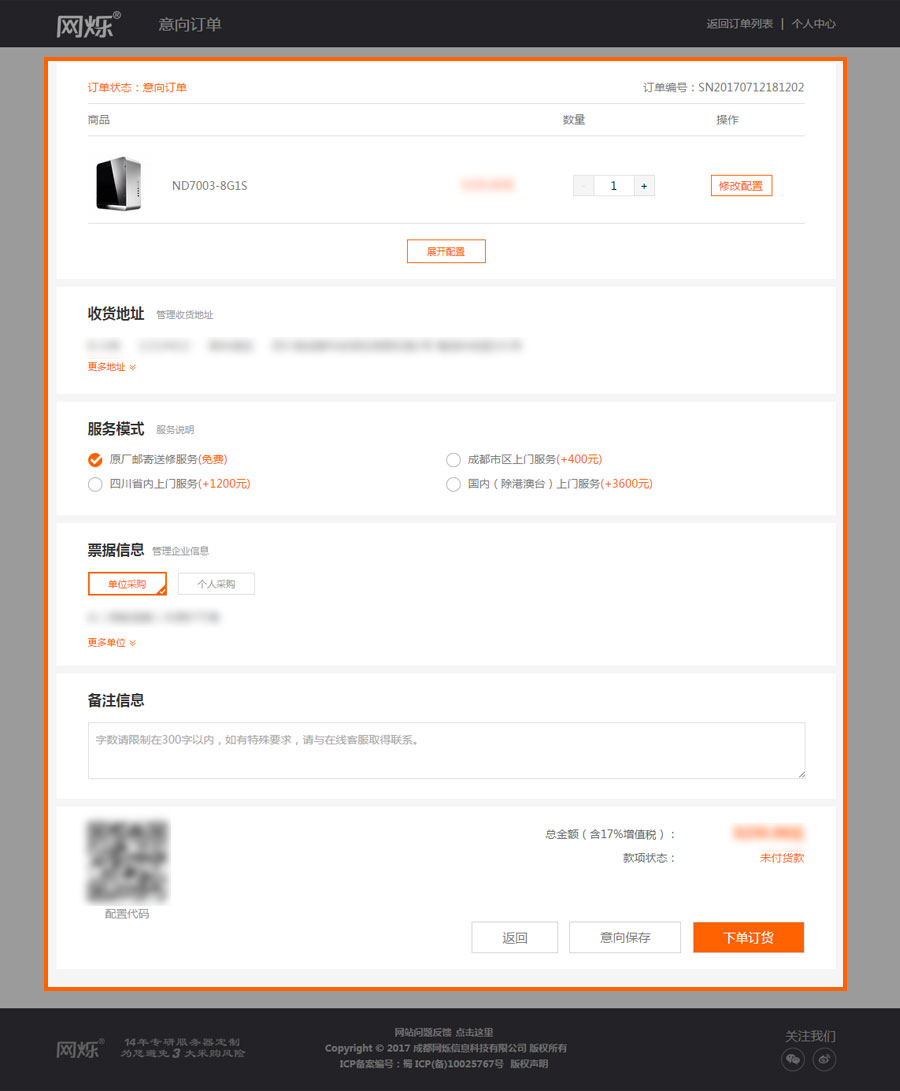 网烁® 意向订单 返回订单列表 | 个人中心
订单状态：意向订单 订单编号：SN20170712181202
商品 数量 操作
ND7003-8G1S - 1 + 修改配置
展开配置
收货地址 管理收货地址
更多地址
服务模式 服务说明
原厂邮寄送修服务(免费) 成都市区上门服务(+400元)
四川省内上门服务(+1200元) 国内（除港澳台）上门服务(+3600元)
票据信息 管理企业信息
单位采购 个人采购
更多单位
备注信息
字数请限制在300字以内，如有特殊要求，请与在线客服取得联系。
总金额（含17%增值税）：
款项状态： 未付货款
配置代码
返回 意向保存 下单订货
网站问题反馈 点击这里
关注我们
网烁® 14年专研服务器定制
为您避免3大采购风险
Copyright © 2017 成都网烁信息科技有限公司 版权所有
ICP备案编号：蜀 ICP(备)10025767号 版权声明